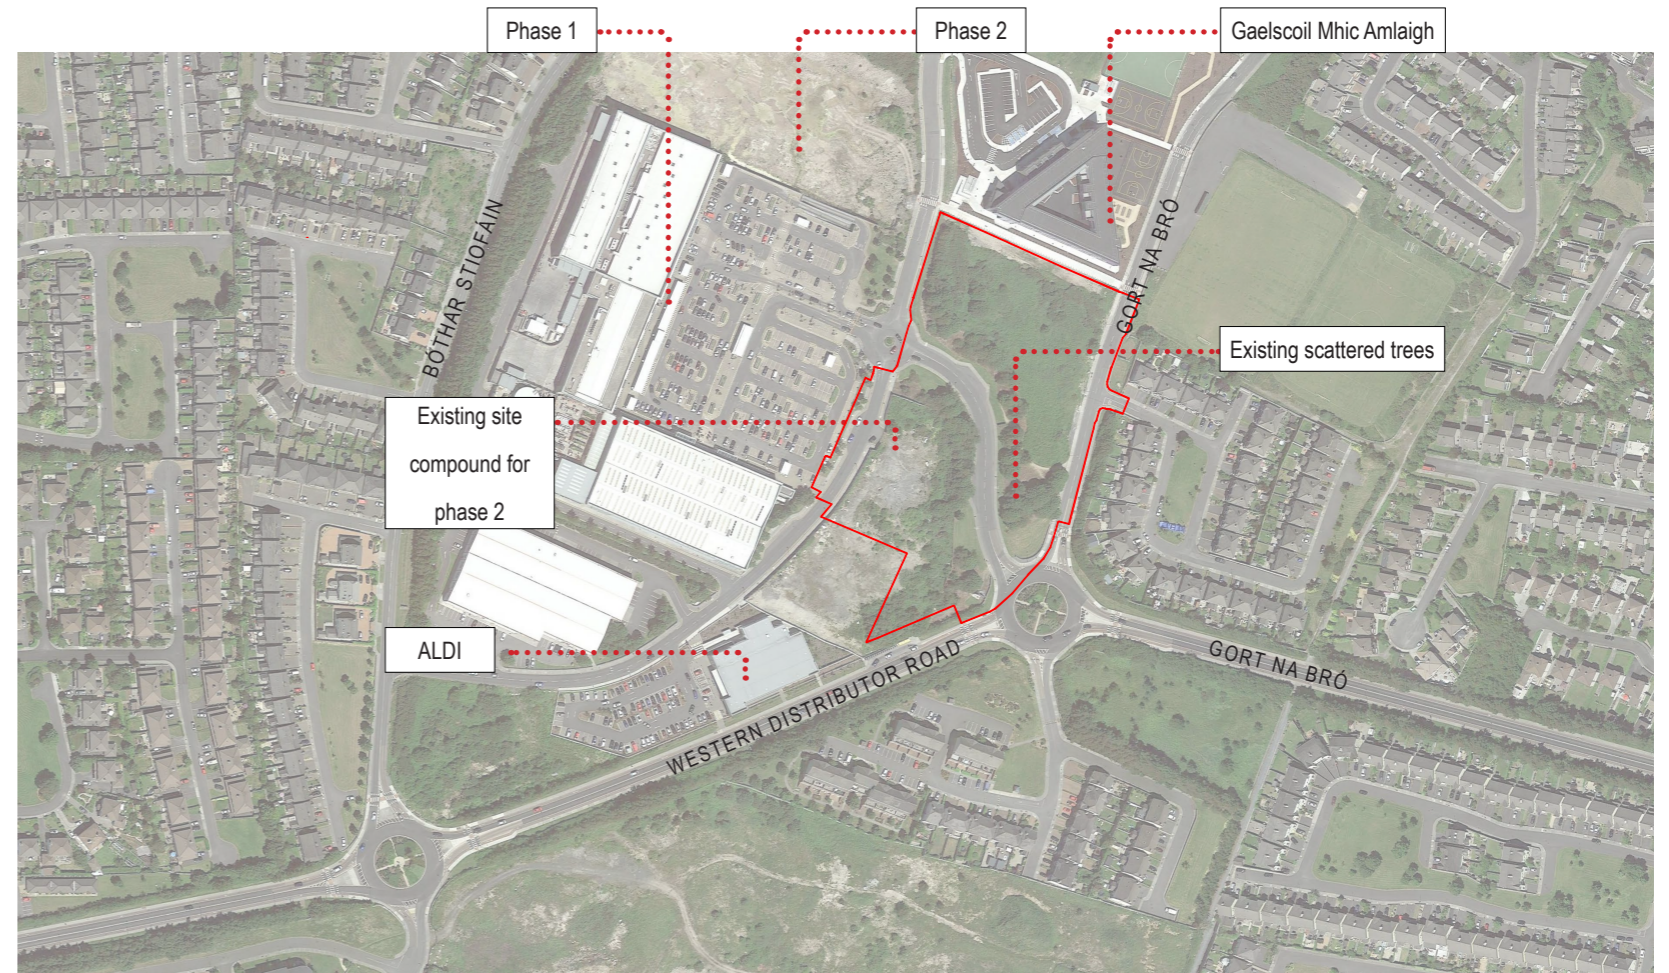 Phase 1
Phase 2
Gaelscoil Mhic Amlaigh
BÓTHAR STIOFÁIN
GORT NA BRÓ
Existing scattered trees
Existing site
compound for
phase 2
ALDI
WESTERN DISTRIBUTOR ROAD
GORT NA BRÓ